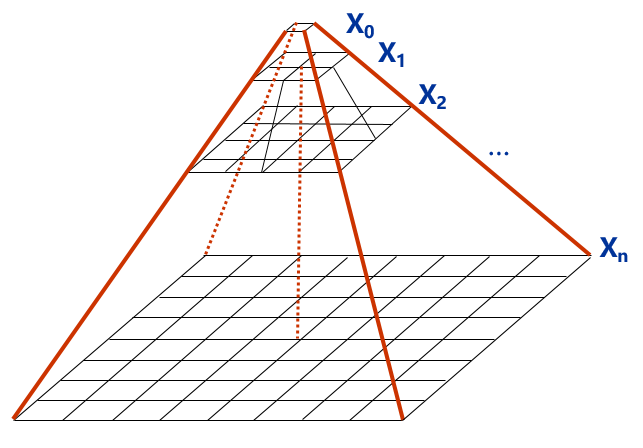 X₀
X₁
X₂
...
Xₙ